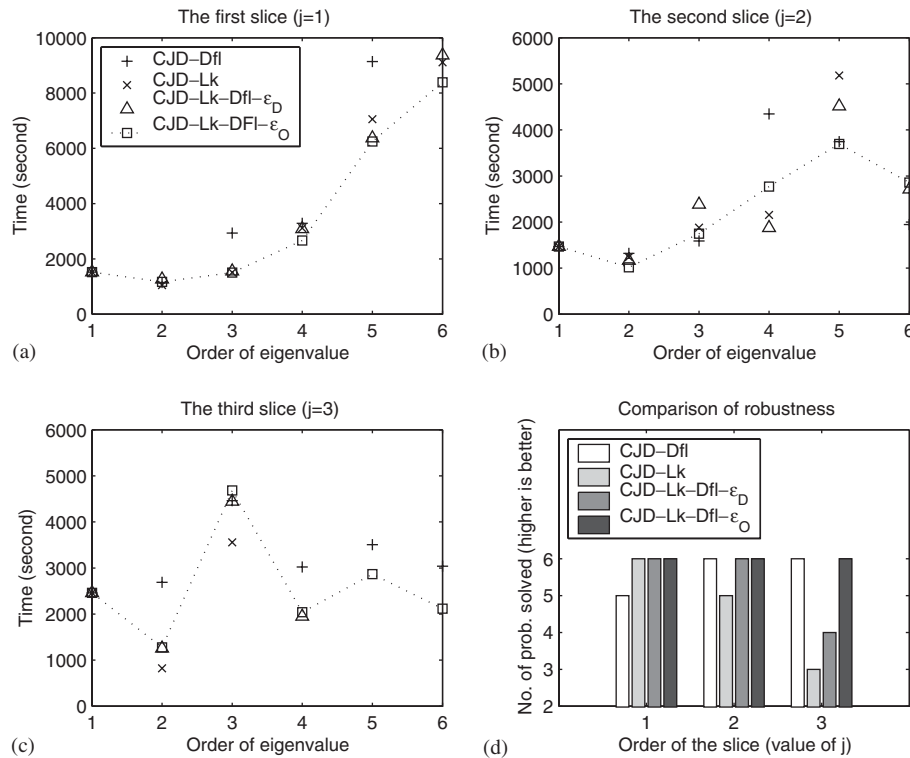 The first slice (j=1)
10000
8000
6000
4000
2000
0
Time (second)
CJD–Dfl
CJD–Lk
CJD–Lk–Dfl–ε_D
CJD–Lk–DFl–ε_O
1 2 3 4 5 6
(a) Order of eigenvalue
The second slice (j=2)
6000
5000
4000
3000
2000
1000
0
Time (second)
1 2 3 4 5 6
(b) Order of eigenvalue
The third slice (j=3)
6000
5000
4000
3000
2000
1000
0
Time (second)
1 2 3 4 5 6
(c) Order of eigenvalue
Comparison of robustness
CJD–Dfl
CJD–Lk
CJD–Lk–Dfl–ε_D
CJD–Lk–Dfl–ε_O
No. of prob. solved (higher is better)
6
5
4
3
2
1 2 3
(d) Order of the slice (value of j)